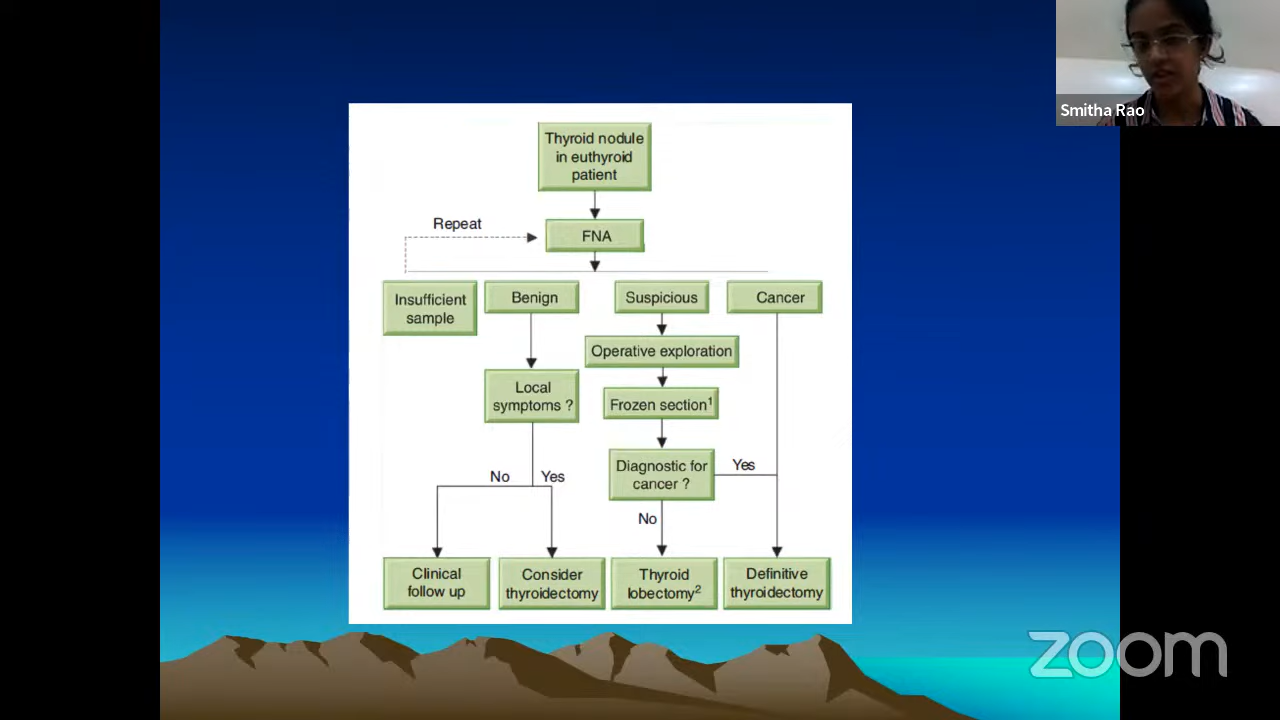 Smitha Rao
Thyroid nodule
in euthyroid
patient
Repeat
FNA
Insufficient
sample
Benign
Suspicious
Cancer
Operative exploration
Local
symptoms ?
Frozen section¹
Diagnostic for
cancer ?
Yes
No
Yes
No
Clinical
follow up
Consider
thyroidectomy
Thyroid
lobectomy²
Definitive
thyroidectomy
zoom